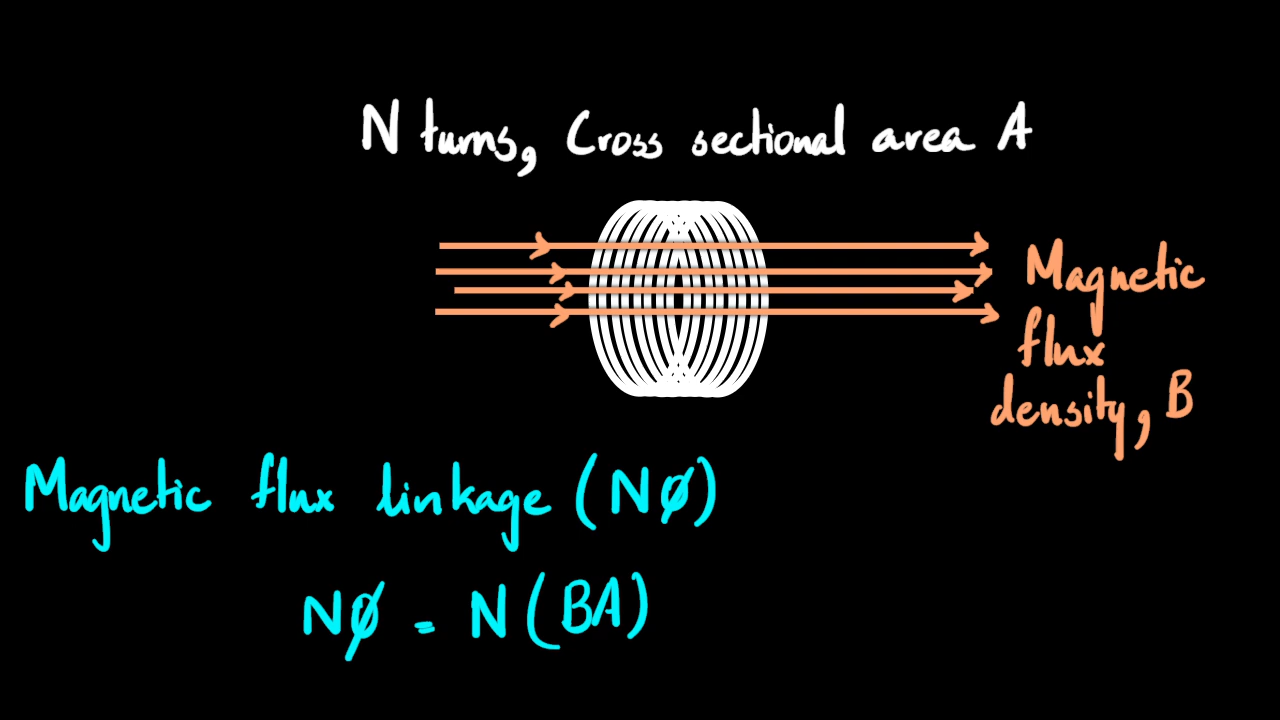 N turns, Cross sectional area A
Magnetic
flux
density, B
Magnetic flux linkage (NØ)
NØ = N(BA)